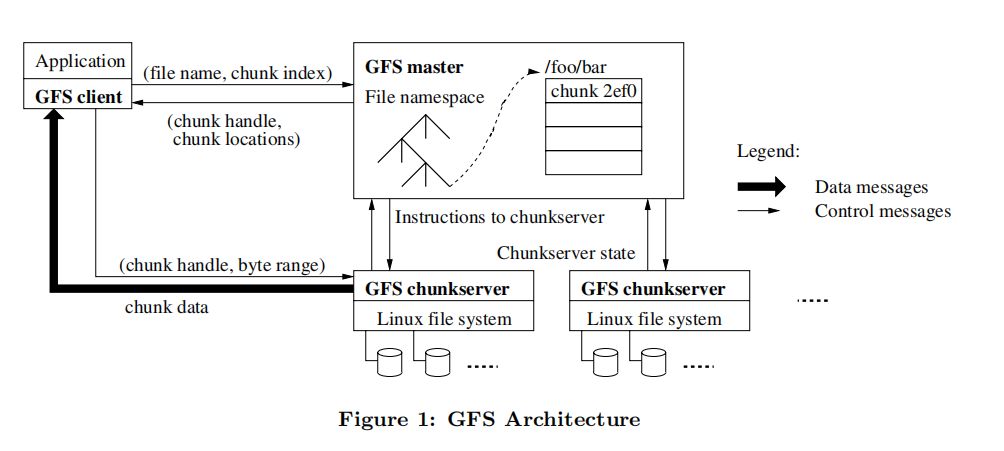 Application
GFS client
(file name, chunk index)
(chunk handle,
chunk locations)
GFS master
File namespace
/foo/bar
chunk 2ef0
Legend:
Data messages
Control messages
Instructions to chunkserver
Chunkserver state
(chunk handle, byte range)
chunk data
GFS chunkserver
Linux file system
GFS chunkserver
Linux file system
Figure 1: GFS Architecture